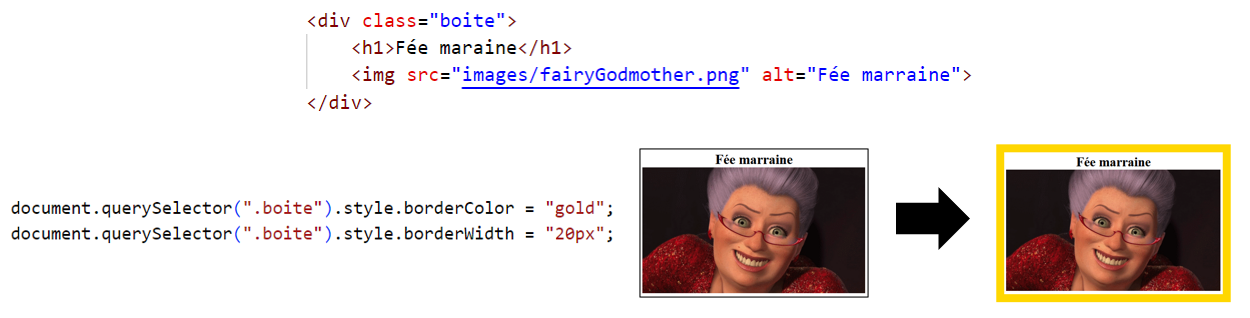 <div class="boite">
<h1>Fée maraine</h1>
<img src="images/fairyGodmother.png" alt="Fée marraine">
</div>
document.querySelector(".boite").style.borderColor = "gold";
document.querySelector(".boite").style.borderWidth = "20px";
Fée marraine
Fée marraine